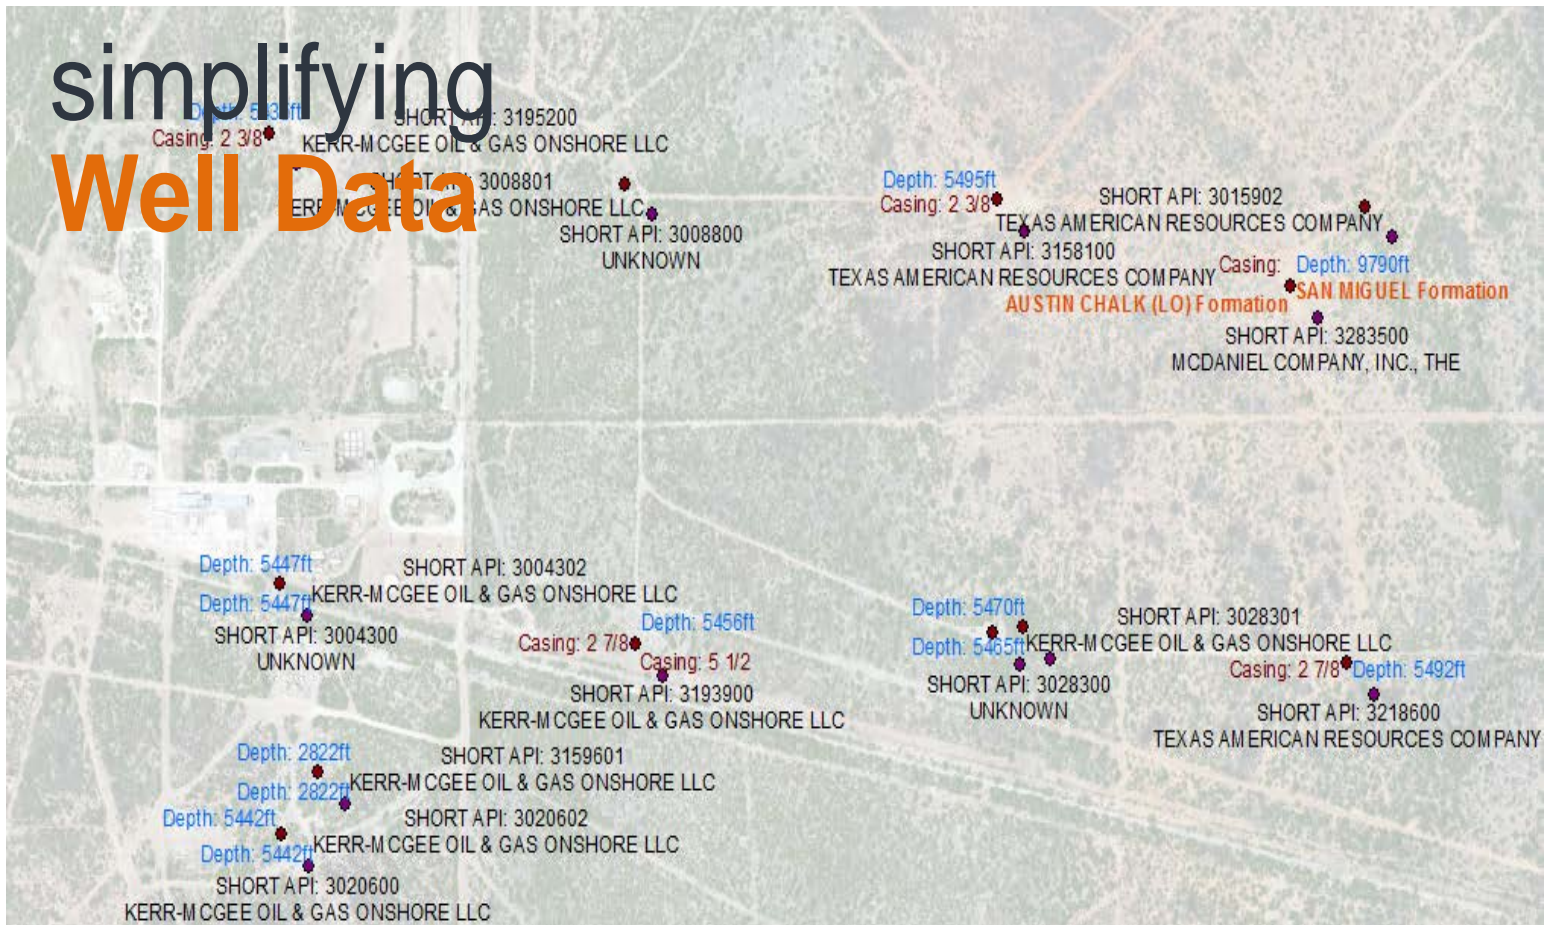 simplifying
Well Data
Casing: 2 3/8
SHORT API: 3195200
KERR-MCGEE OIL & GAS ONSHORE LLC
3008801
GAS ONSHORE LLC
SHORT API: 3008800
UNKNOWN
Depth: 5495ft
Casing: 2 3/8
SHORT API: 3015902
TEXAS AMERICAN RESOURCES COMPANY
SHORT API: 3158100
TEXAS AMERICAN RESOURCES COMPANY
Casing:
Depth: 9790ft
SAN MIGUEL Formation
AUSTIN CHALK (LO) Formation
SHORT API: 3283500
MCDANIEL COMPANY, INC., THE
Depth: 5447ft
SHORT API: 3004302
KERR-MCGEE OIL & GAS ONSHORE LLC
Depth: 5447ft
SHORT API: 3004300
UNKNOWN
Depth: 5456ft
Casing: 2 7/8
Casing: 5 1/2
SHORT API: 3193900
KERR-MCGEE OIL & GAS ONSHORE LLC
Depth: 5470ft
SHORT API: 3028301
Depth: 5465ft
KERR-MCGEE OIL & GAS ONSHORE LLC
SHORT API: 3028300
UNKNOWN
Casing: 2 7/8
Depth: 5492ft
SHORT API: 3218600
TEXAS AMERICAN RESOURCES COMPANY
Depth: 2822ft
SHORT API: 3159601
KERR-MCGEE OIL & GAS ONSHORE LLC
Depth: 2822ft
Depth: 5442ft
SHORT API: 3020602
KERR-MCGEE OIL & GAS ONSHORE LLC
Depth: 5442ft
SHORT API: 3020600
KERR-MCGEE OIL & GAS ONSHORE LLC